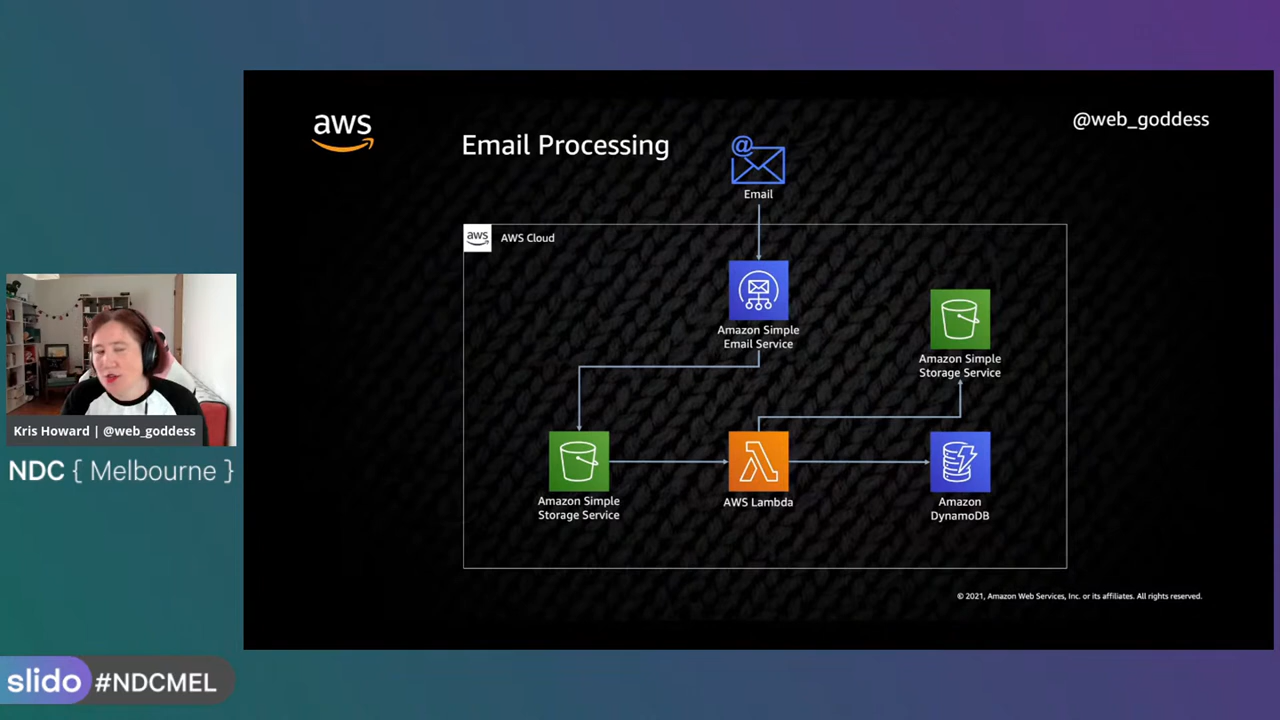 aws
Email Processing
@web_goddess
@
Email
aws
AWS Cloud
Amazon Simple
Email Service
Amazon Simple
Storage Service
Amazon Simple
Storage Service
AWS Lambda
Amazon
DynamoDB
© 2021, Amazon Web Services, Inc. or its affiliates. All rights reserved.
Kris Howard | @web_goddess
NDC { Melbourne }
slido #NDCMEL